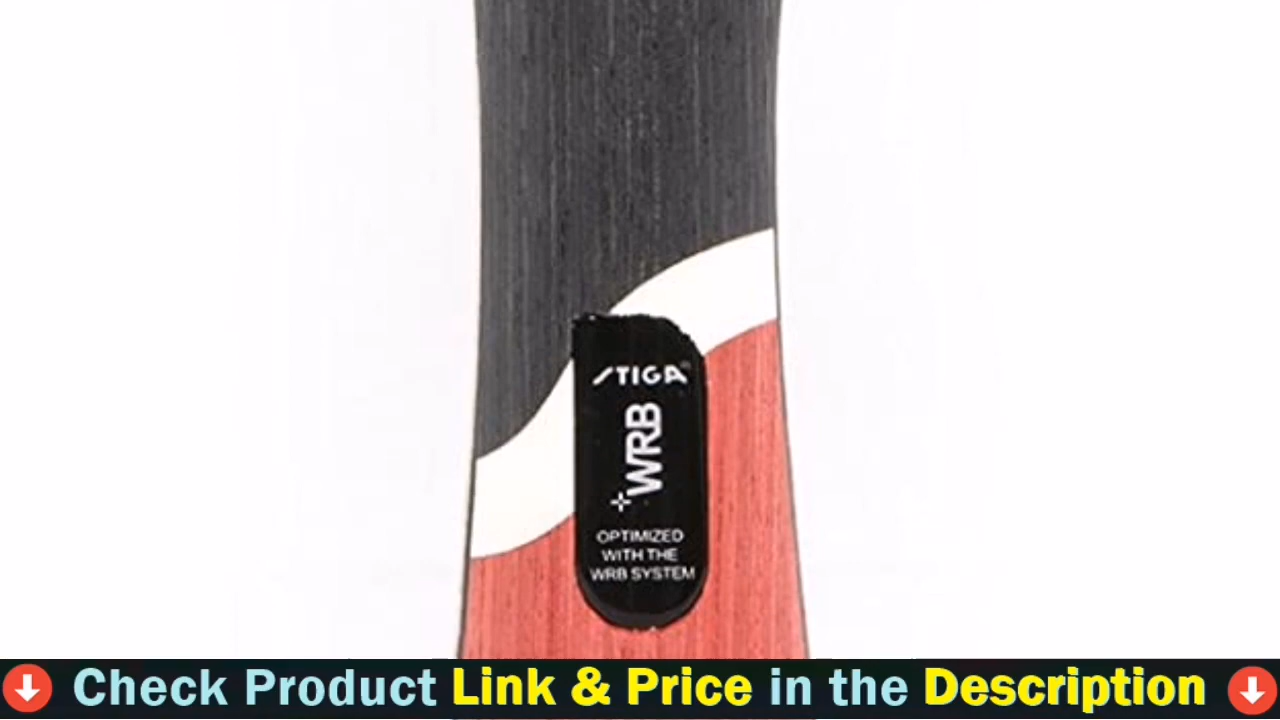 STIGA
WRB
OPTIMIZED
WITH THE
WRB SYSTEM
Check Product Link & Price in the Description